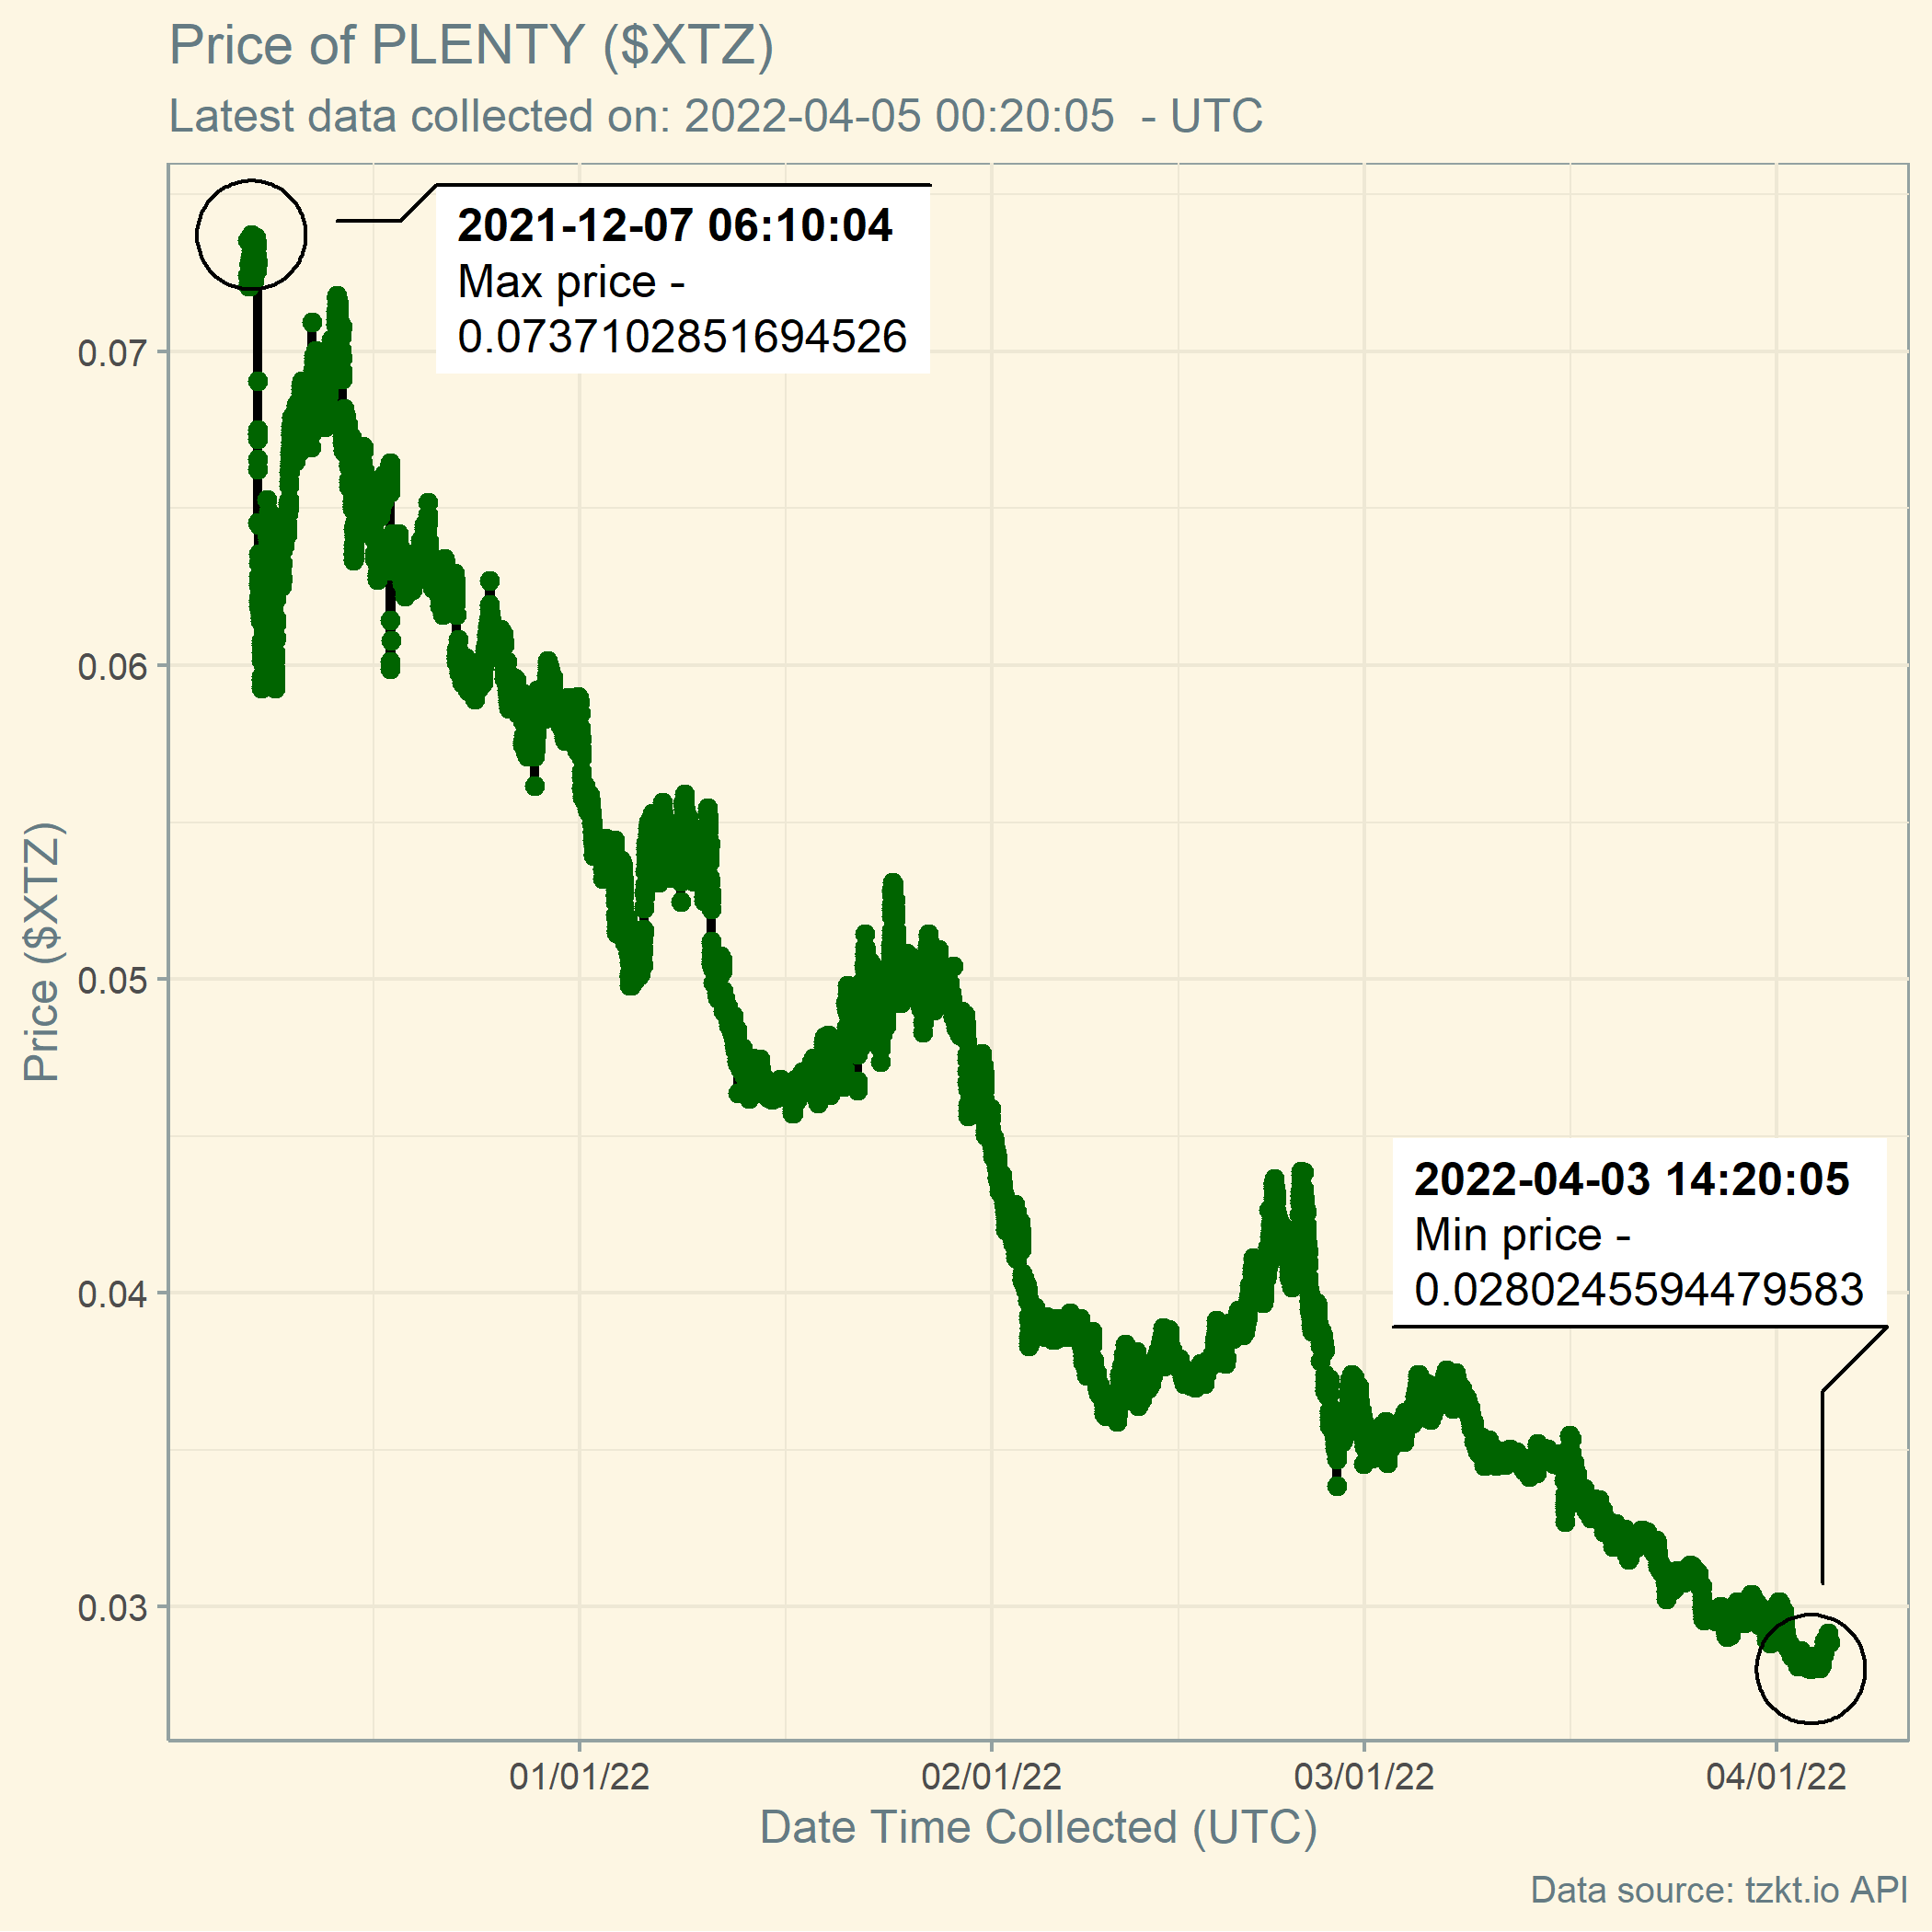 Price of PLENTY ($XTZ)
Latest data collected on: 2022-04-05 00:20:05  - UTC
2021-12-07 06:10:04
Max price -
0.0737102851694526
0.07
0.06
0.05
0.04
0.03
Price ($XTZ)
2022-04-03 14:20:05
Min price -
0.0280245594479583
01/01/22
02/01/22
03/01/22
04/01/22
Date Time Collected (UTC)
Data source: tzkt.io API